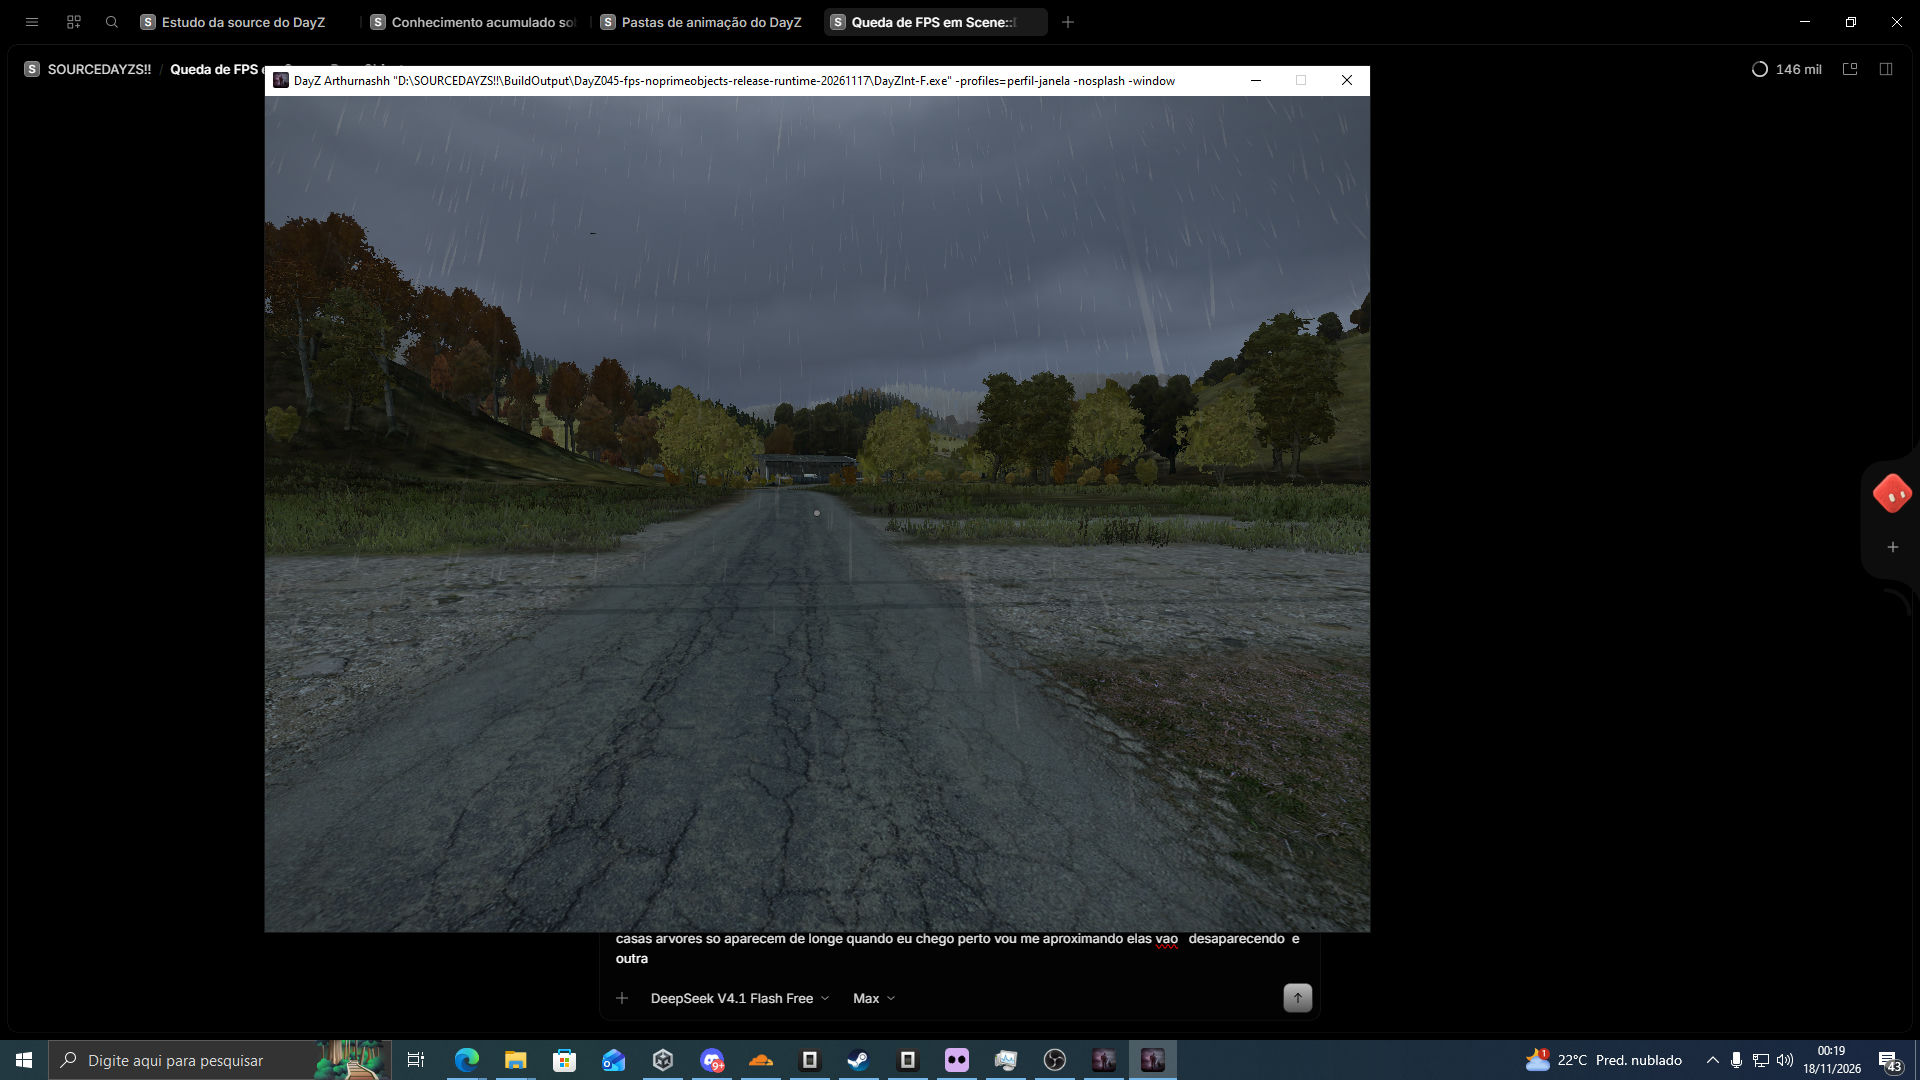 Estudo da source do DayZ
Conhecimento acumulado so
Pastas de animação do DayZ
Queda de FPS em Scene::
SOURCEDAYZS!! / Queda de FPS
146 mil
DayZ Arthurnashh "D:\SOURCEDAYZS!!\BuildOutput\DayZ045-fps-noprimeobjects-release-runtime-20261117\DayZInt-F.exe" -profiles=perfil-janela -nosplash -window
casas arvores so aparecem de longe quando eu chego perto vou me aproximando elas vao desaparecendo e
outra
DeepSeek V4.1 Flash Free
Max
Digite aqui para pesquisar
9+
1
22°C Pred. nublado
00:19
18/11/2026
43